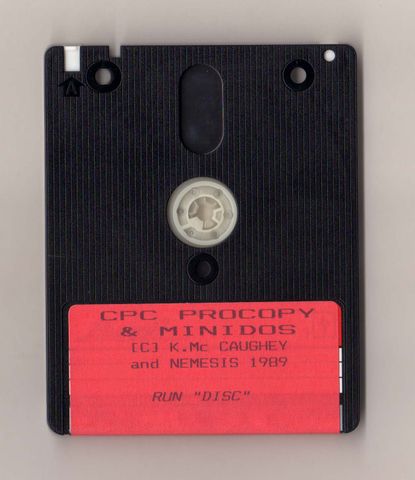 A
CPC PROCOPY
& MINIDOS
[C] K.Mc CAUGHEY
and NEMESIS 1989
RUN "DISC"